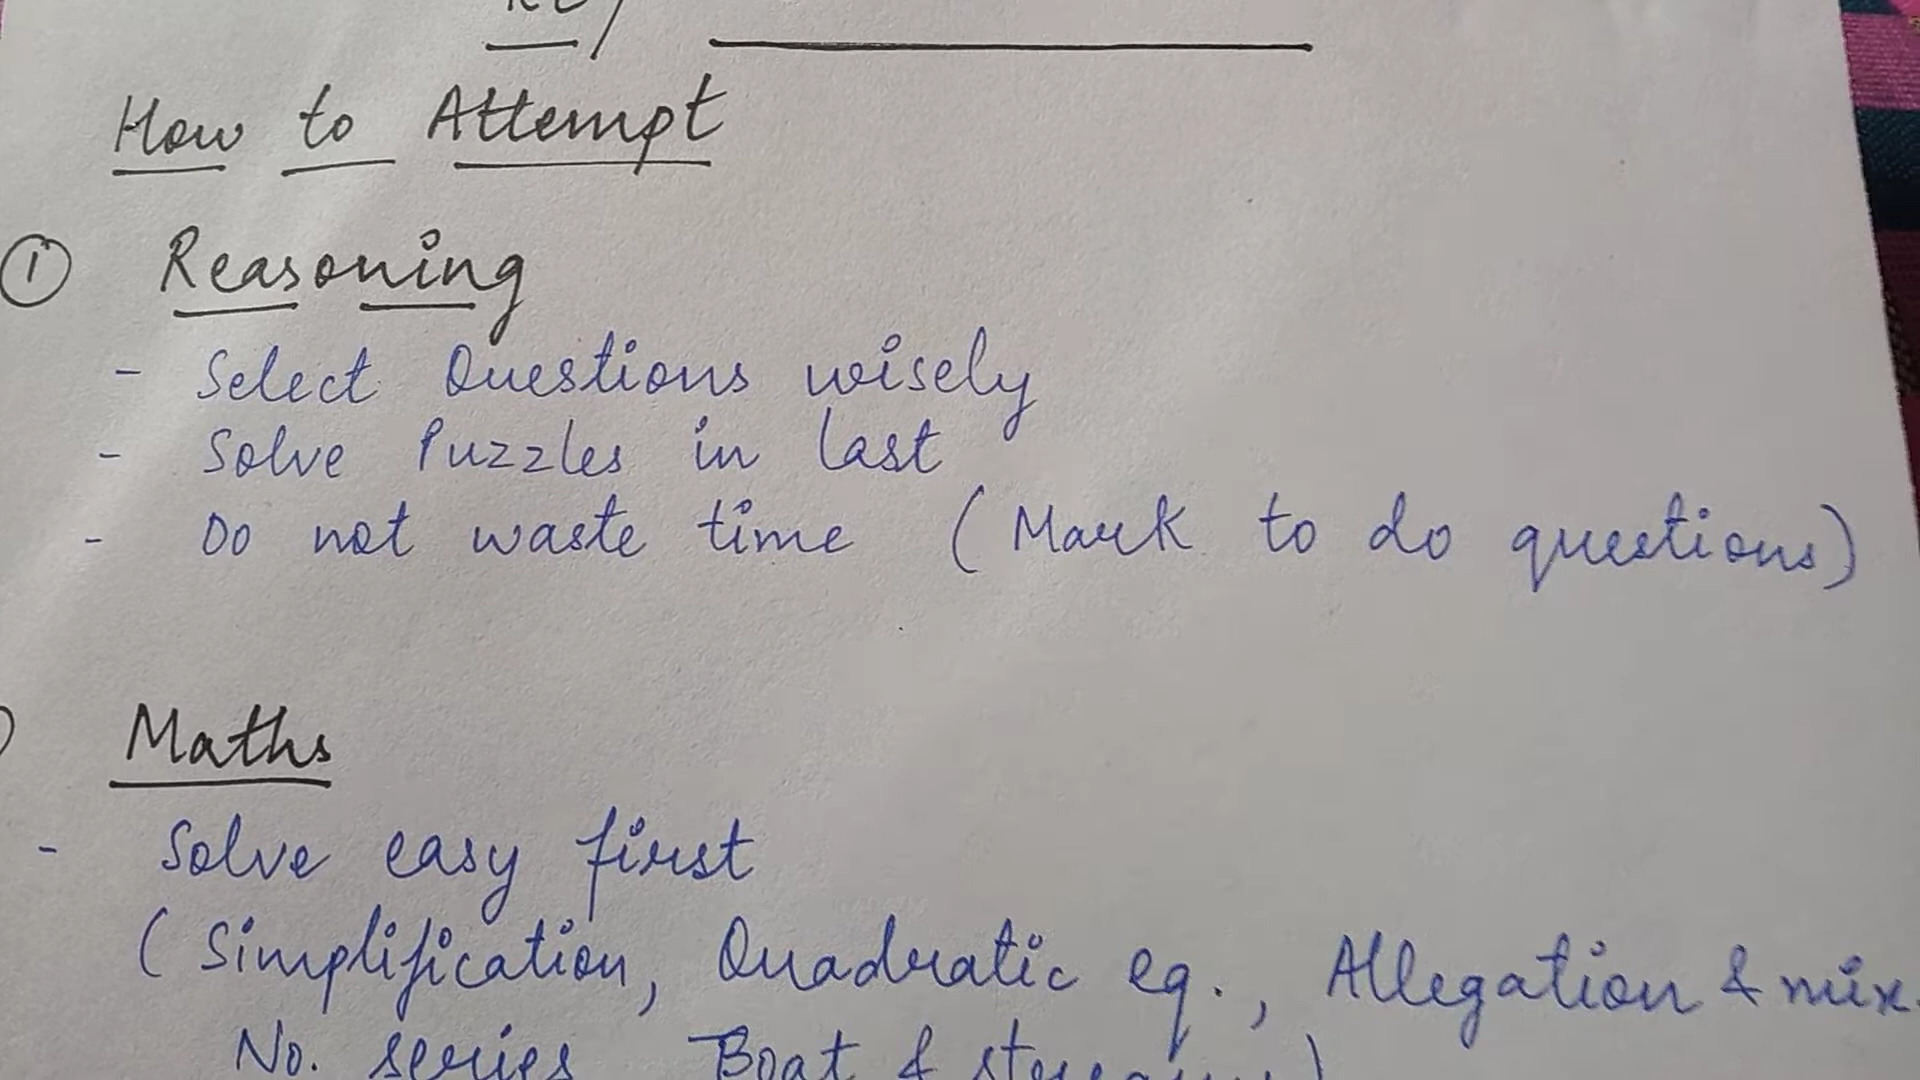 How to Attempt
① Reasoning
- Select Questions wisely
- Solve Puzzles in last
- Do not waste time (Mark to do questions)
Maths
- Solve easy first
(Simplification, Quadratic eq., Allegation & mix.
No. series Boat & stream)